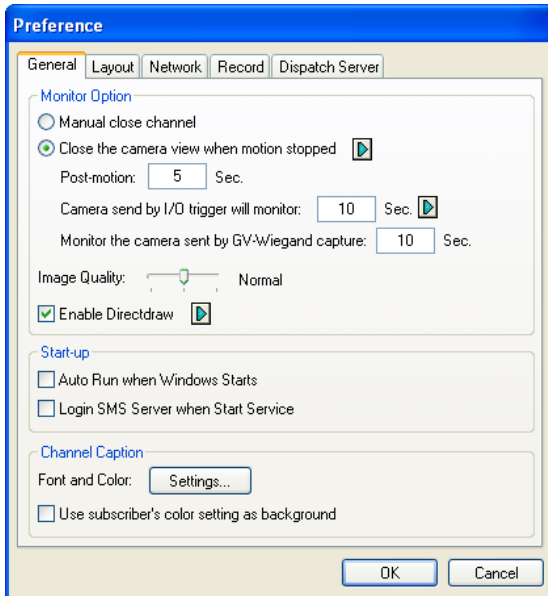 Preference
General Layout Network Record Dispatch Server
Monitor Option
Manual close channel
Close the camera view when motion stopped
Post-motion: 5 Sec.
Camera send by I/O trigger will monitor: 10 Sec.
Monitor the camera sent by GV-Wiegand capture: 10 Sec.
Image Quality: Normal
Enable Directdraw
Start-up
Auto Run when Windows Starts
Login SMS Server when Start Service
Channel Caption
Font and Color: Settings...
Use subscriber's color setting as background
OK Cancel